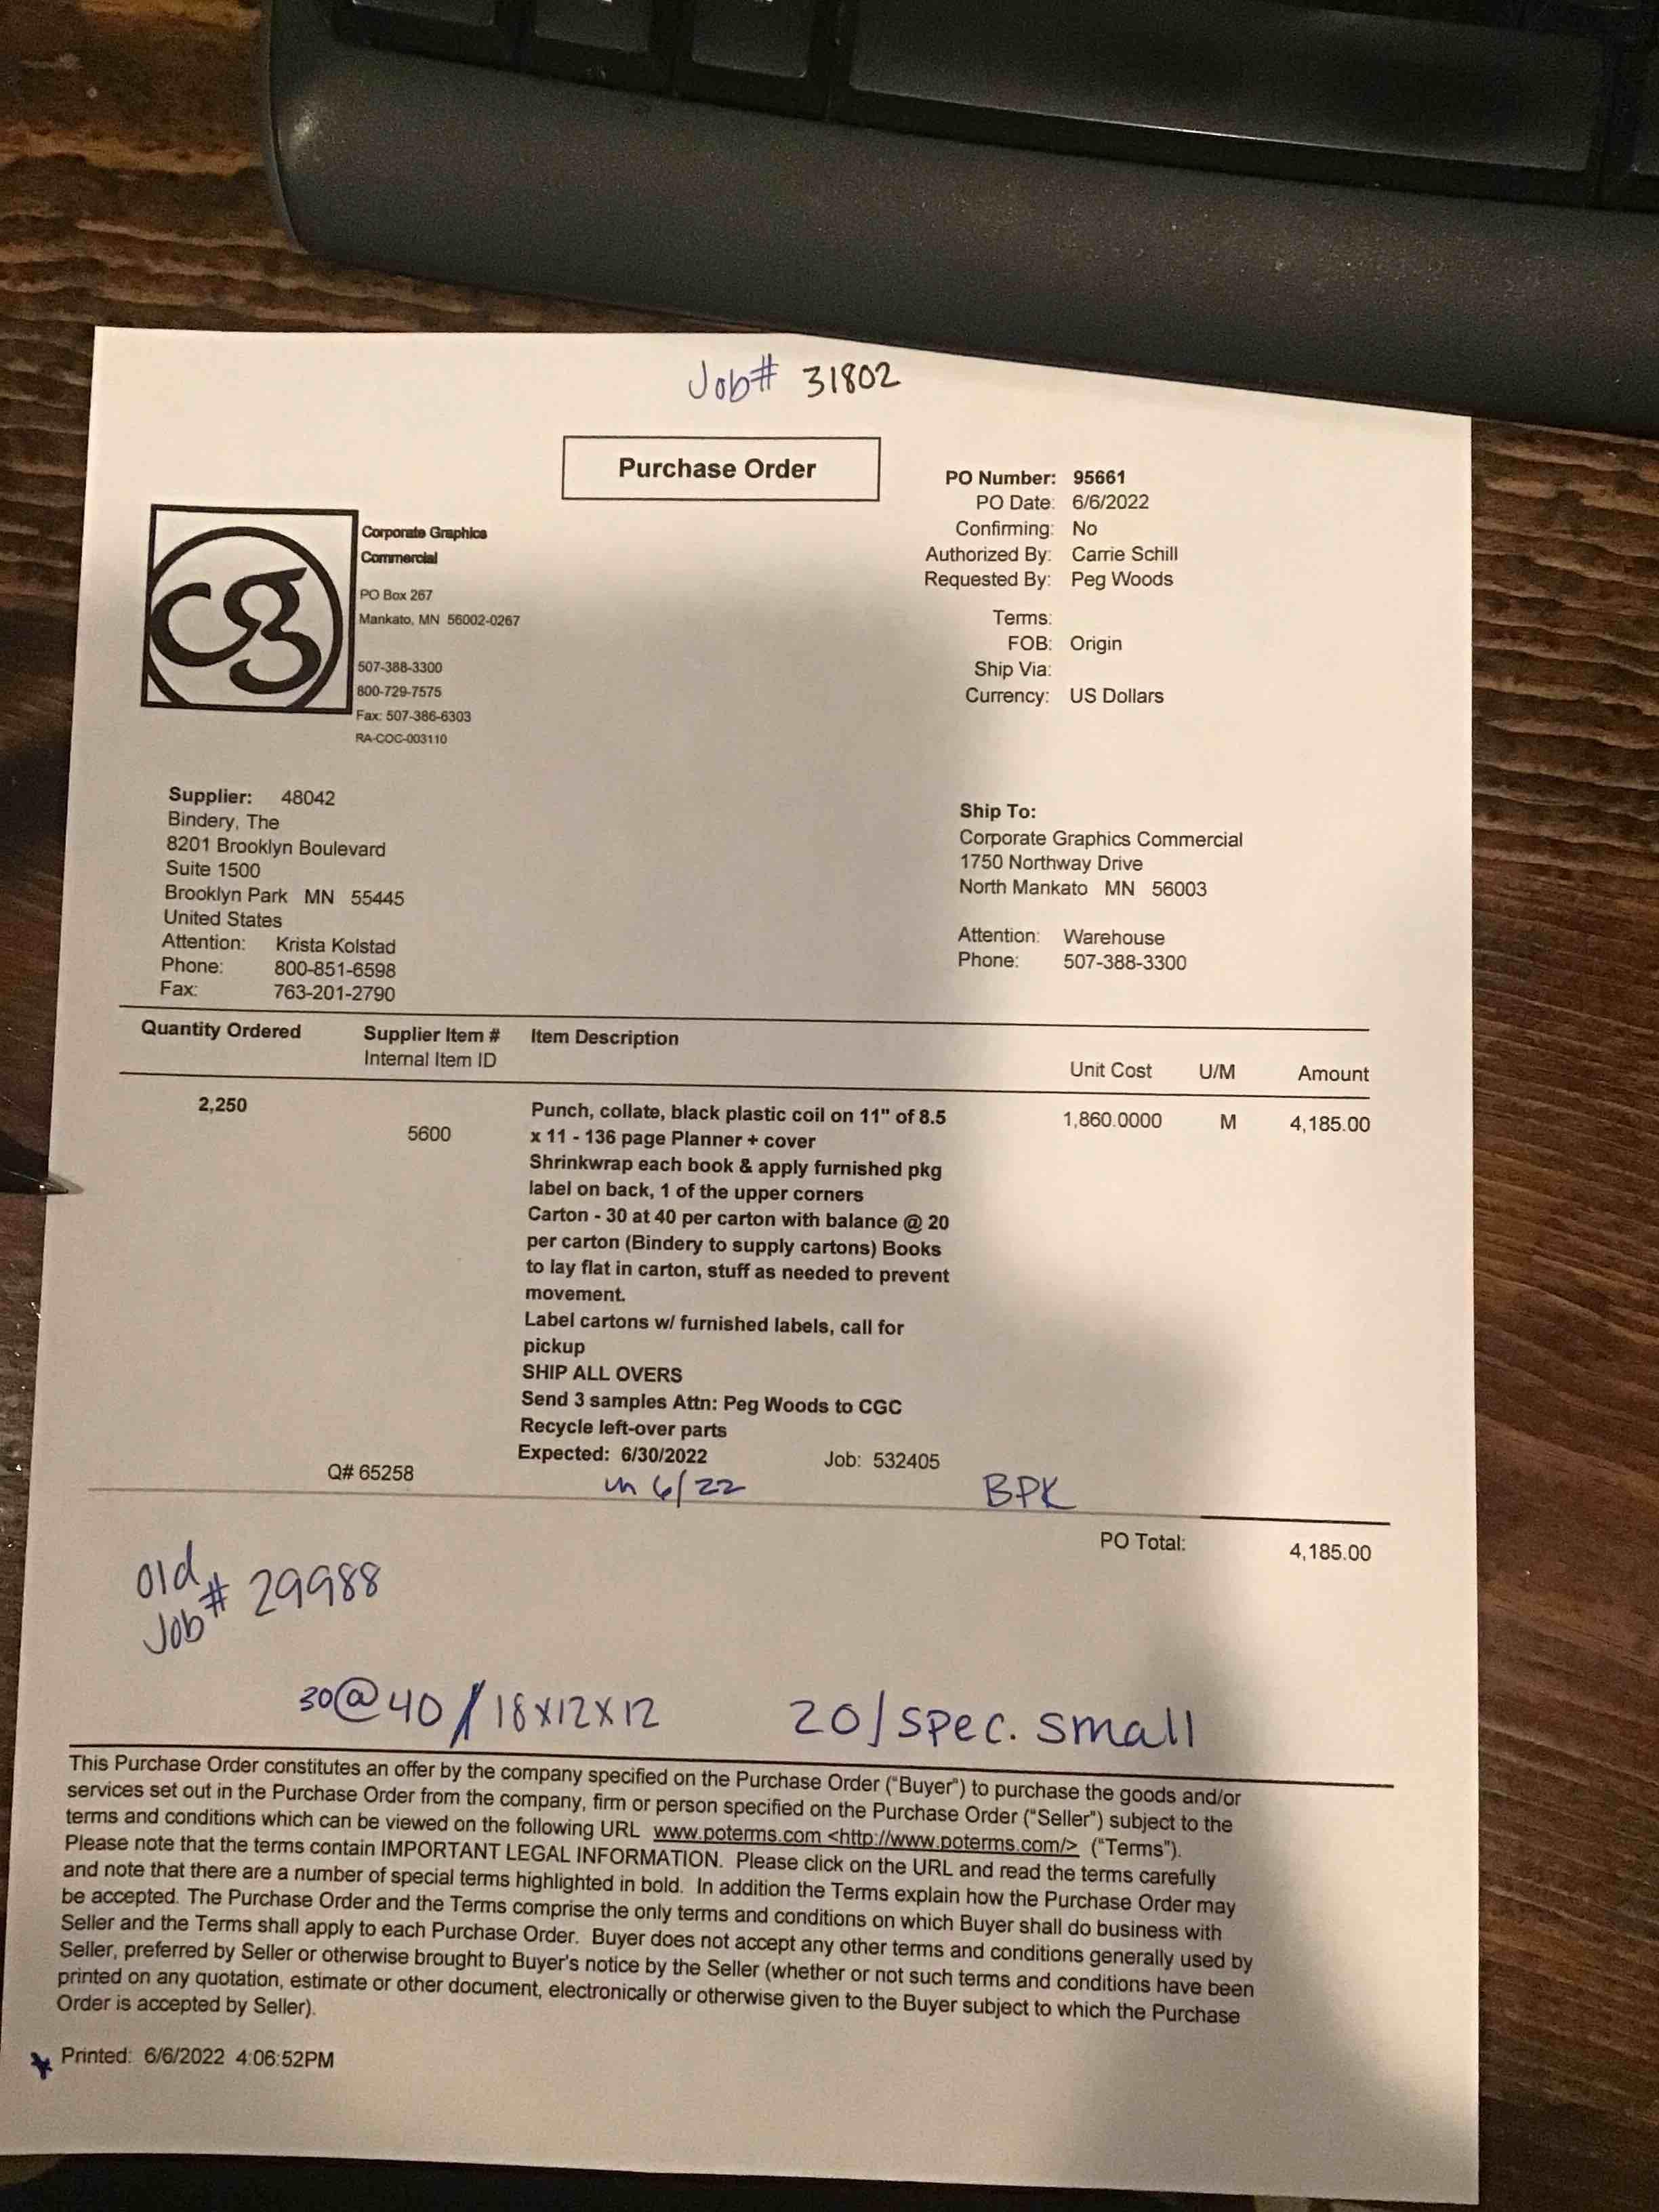 Job# 31802
Purchase Order
PO Number: 95661
PO Date: 6/6/2022
Confirming: No
Authorized By: Carrie Schill
Requested By: Peg Woods
Terms:
FOB: Origin
Ship Via:
Currency: US Dollars
cg
Corporate Graphics
Commercial
PO Box 267
Mankato, MN 56002-0267
507-388-3300
800-729-7575
Fax: 507-386-6303
RA-COC-003110
Supplier: 48042
Bindery, The
8201 Brooklyn Boulevard
Suite 1500
Brooklyn Park MN 55445
United States
Attention: Krista Kolstad
Phone: 800-851-6598
Fax: 763-201-2790
Ship To:
Corporate Graphics Commercial
1750 Northway Drive
North Mankato MN 56003
Attention: Warehouse
Phone: 507-388-3300
Quantity Ordered Supplier Item # Item Description
Internal Item ID Unit Cost U/M Amount
2,250 Punch, collate, black plastic coil on 11" of 8.5 1,860.0000 M 4,185.00
5600 x 11 - 136 page Planner + cover
Shrinkwrap each book & apply furnished pkg
label on back, 1 of the upper corners
Carton - 30 at 40 per carton with balance @ 20
per carton (Bindery to supply cartons) Books
to lay flat in carton, stuff as needed to prevent
movement.
Label cartons w/ furnished labels, call for
pickup
SHIP ALL OVERS
Send 3 samples Attn: Peg Woods to CGC
Recycle left-over parts
Expected: 6/30/2022 Job: 532405
Q# 65258
in 6/22 BPK
PO Total: 4,185.00
Old
Job# 29988
30@40/18x12x12 20/spec. small
This Purchase Order constitutes an offer by the company specified on the Purchase Order ("Buyer") to purchase the goods and/or
services set out in the Purchase Order from the company, firm or person specified on the Purchase Order ("Seller") subject to the
terms and conditions which can be viewed on the following URL www.poterms.com <http://www.poterms.com/> ("Terms").
Please note that the terms contain IMPORTANT LEGAL INFORMATION. Please click on the URL and read the terms carefully
and note that there are a number of special terms highlighted in bold. In addition the Terms explain how the Purchase Order may
be accepted. The Purchase Order and the Terms comprise the only terms and conditions on which Buyer shall do business with
Seller and the Terms shall apply to each Purchase Order. Buyer does not accept any other terms and conditions generally used by
Seller, preferred by Seller or otherwise brought to Buyer's notice by the Seller (whether or not such terms and conditions have been
printed on any quotation, estimate or other document, electronically or otherwise given to the Buyer subject to which the Purchase
Order is accepted by Seller).
Printed: 6/6/2022 4:06:52PM